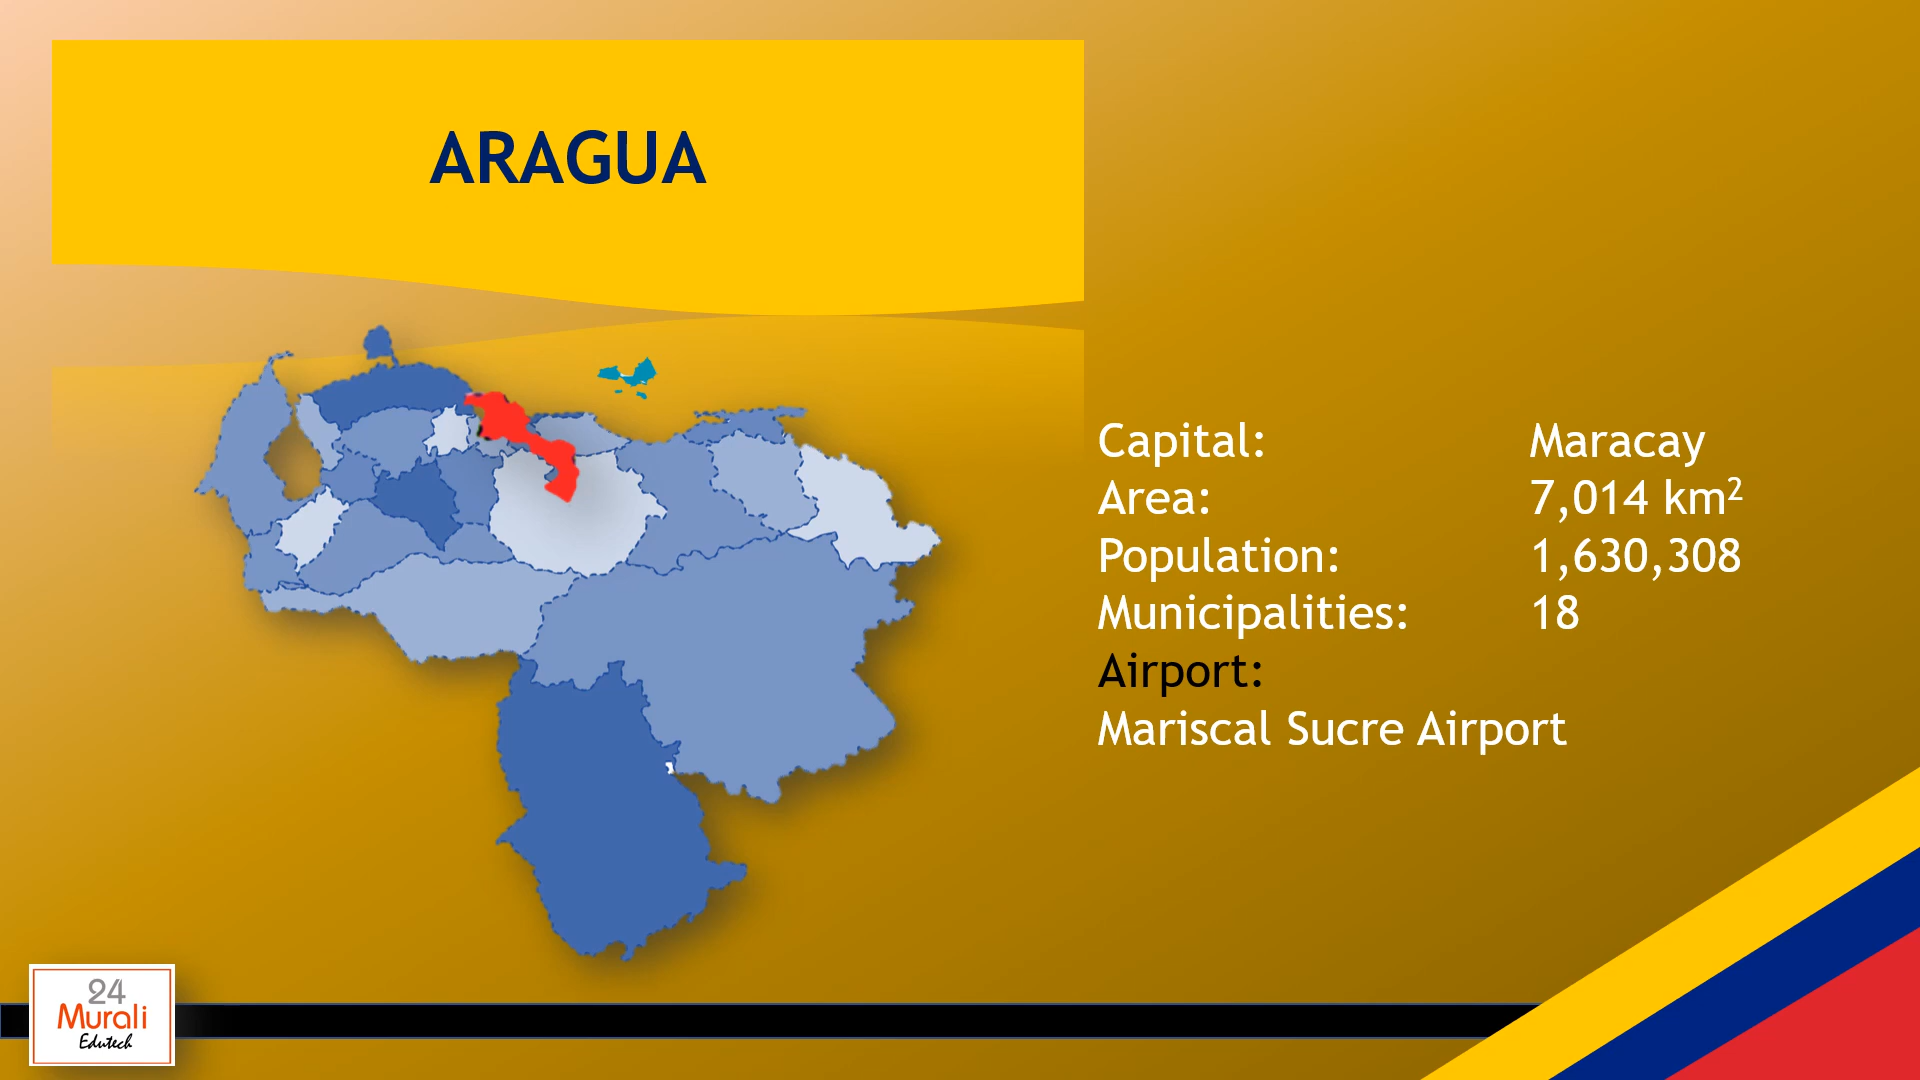 ARAGUA
Capital: Maracay
Area: 7,014 km²
Population: 1,630,308
Municipalities: 18
Airport:
Mariscal Sucre Airport
24
Murali
Edutech